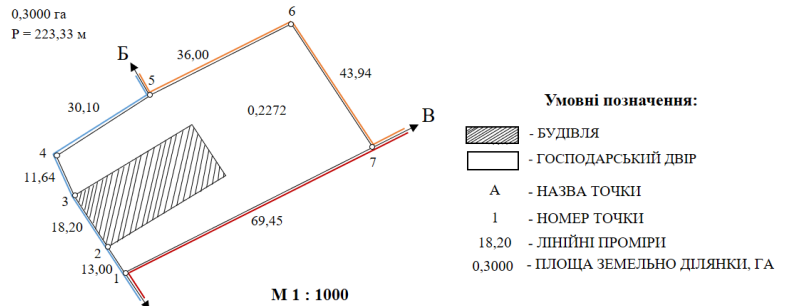 0,3000 га
P = 223,33 м
6
36,00
Б
5
43,94
30,10
0,2272
В
4
7
11,64
3
69,45
18,20
2
13,00
1
М 1 : 1000
Умовні позначення:
- БУДІВЛЯ
- ГОСПОДАРСЬКИЙ ДВІР
А - НАЗВА ТОЧКИ
1 - НОМЕР ТОЧКИ
18,20 - ЛІНІЙНІ ПРОМІРИ
0,3000 - ПЛОЩА ЗЕМЕЛЬНО ДІЛЯНКИ, ГА